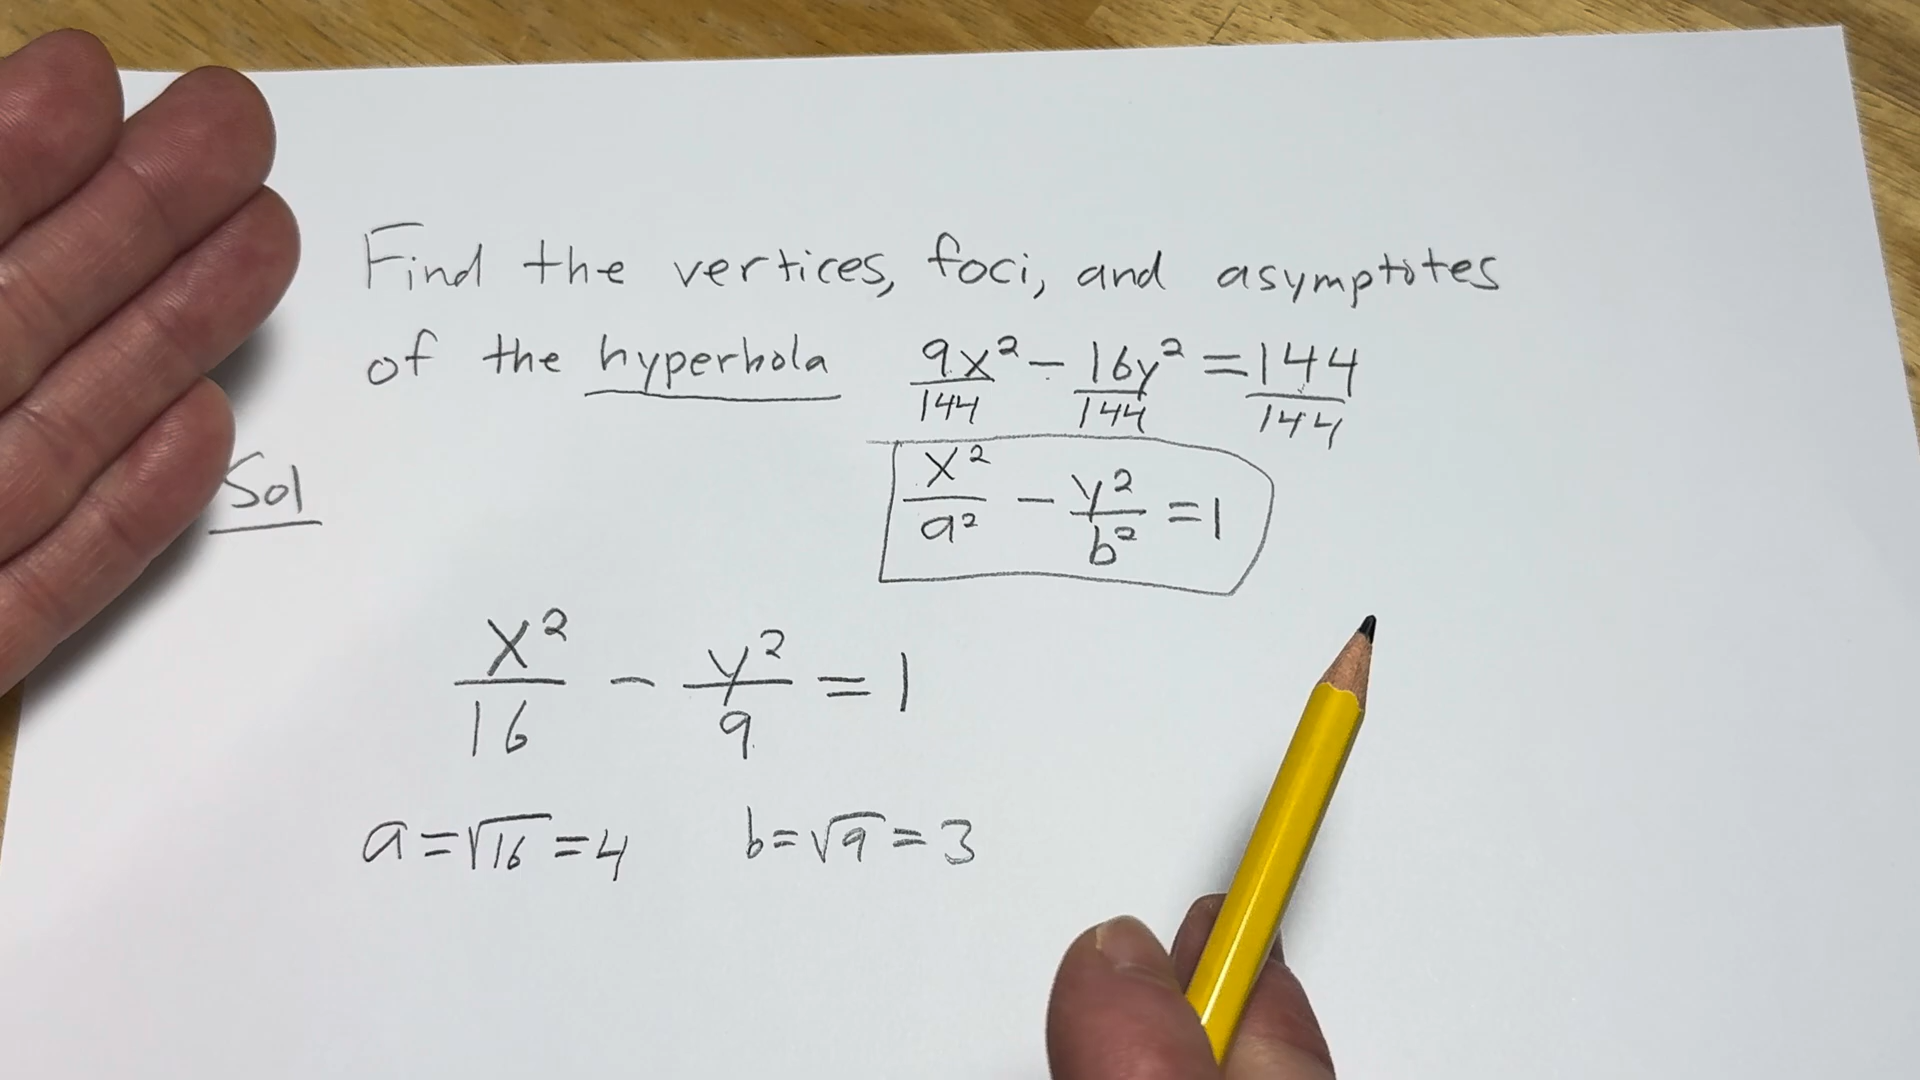 Find the vertices, foci, and asymptotes
of the hyperbola 9x²/144 − 16y²/144 = 144/144
x²/a² − y²/b² = 1
Sol
x²/16 − y²/9 = 1
a=√16=4 b=√9=3